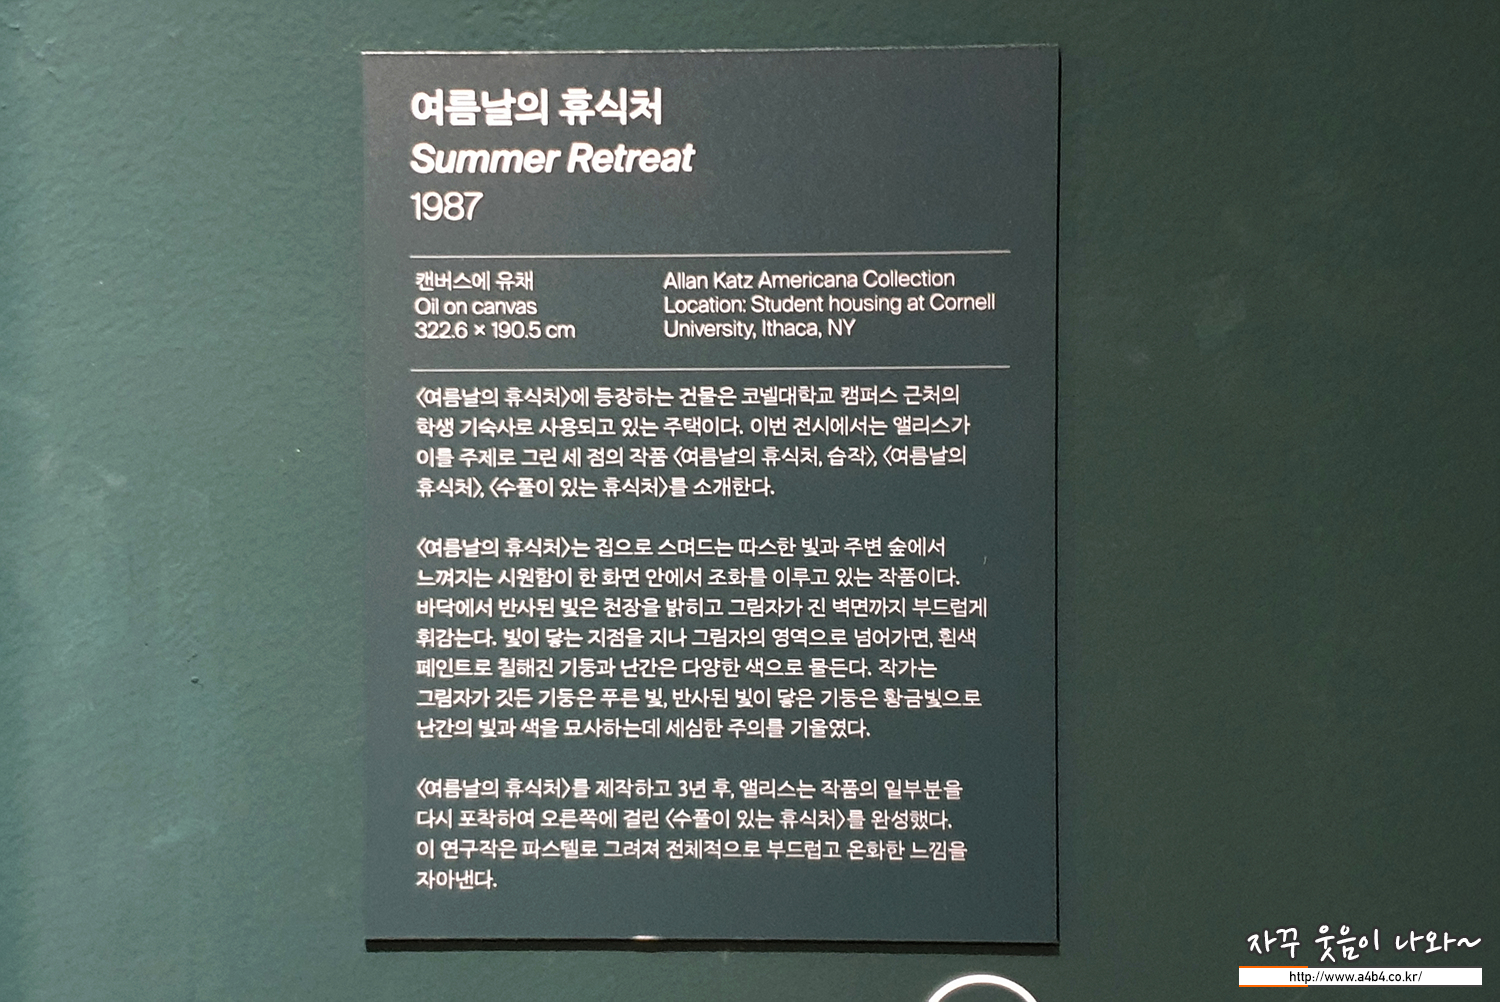 여름날의 휴식처
Summer Retreat
1987
캔버스에 유채
Oil on canvas
322.6 × 190.5 cm
Allan Katz Americana Collection
Location: Student housing at Cornell
University, Ithaca, NY
〈여름날의 휴식처〉에 등장하는 건물은 코넬대학교 캠퍼스 근처의
학생 기숙사로 사용되고 있는 주택이다. 이번 전시에서는 앨리스가
이를 주제로 그린 세 점의 작품 〈여름날의 휴식처, 습작〉, 〈여름날의
휴식처〉, 〈수풀이 있는 휴식처〉를 소개한다.
〈여름날의 휴식처〉는 집으로 스며드는 따스한 빛과 주변 숲에서
느껴지는 시원함이 한 화면 안에서 조화를 이루고 있는 작품이다.
바닥에서 반사된 빛은 천장을 밝히고 그림자가 진 벽면까지 부드럽게
휘감는다. 빛이 닿는 지점을 지나 그림자의 영역으로 넘어가면, 흰색
페인트로 칠해진 기둥과 난간은 다양한 색으로 물든다. 작가는
그림자가 깃든 기둥은 푸른 빛, 반사된 빛이 닿은 기둥은 황금빛으로
난간의 빛과 색을 묘사하는데 세심한 주의를 기울였다.
〈여름날의 휴식처〉를 제작하고 3년 후, 앨리스는 작품의 일부분을
다시 포착하여 오른쪽에 걸린 〈수풀이 있는 휴식처〉를 완성했다.
이 연구작은 파스텔로 그려져 전체적으로 부드럽고 온화한 느낌을
자아낸다.
자꾸 웃음이 나와~
http://www.a4b4.co.kr/